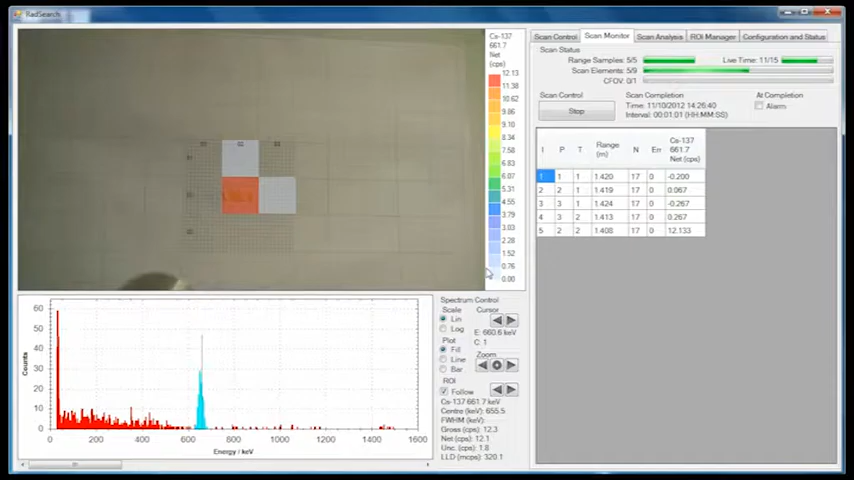 RadSearch
Cs-137
661.7
Net
(cps)
12.13
11.38
10.62
9.86
9.10
8.34
7.58
6.83
6.07
5.31
4.55
3.79
3.03
2.28
1.52
0.76
0.00
01 02 03
Scan Control Scan Monitor Scan Analysis ROI Manager Configuration and Status
Scan Status
Range Samples: 5/5 Live Time: 11/15
Scan Elements: 5/9
CFOV: 0/1
Scan Control Scan Completion At Completion
Stop Time: 11/10/2012 14:26:40 Alarm
Interval: 00:01:01 (HH:MM:SS)
I P T Range (m) N Err Cs-137 661.7 Net (cps)
1 1 1 1.420 17 0 -0.200
2 2 1 1.419 17 0 0.067
3 3 1 1.424 17 0 -0.267
4 3 2 1.413 17 0 0.267
5 2 2 1.408 17 0 12.133
Counts
60
50
40
30
20
10
0
0 200 400 600 800 1000 1200 1400 1600
Energy / keV
Spectrum Control
Scale Cursor
Lin
Log E: 660.6 keV
Plot C: 1
Fill Zoom
Line
Bar
ROI
Follow
Cs-137 661.7 keV
Centre (keV): 655.5
FWHM (keV):
Gross (cps): 12.3
Net (cps): 12.1
Unc. (cps): 1.8
LLD (mcps): 320.1